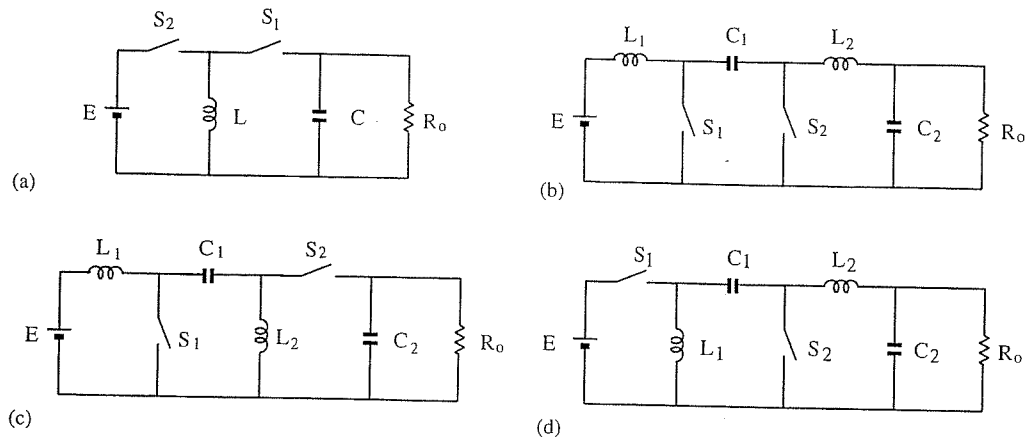 S2 S1
E L C Ro
(a)
L1 C1 L2
E S1 S2 C2 Ro
(b)
L1 C1 S2
E S1 L2 C2 Ro
(c)
S1 C1 L2
E L1 S2 C2 Ro
(d)